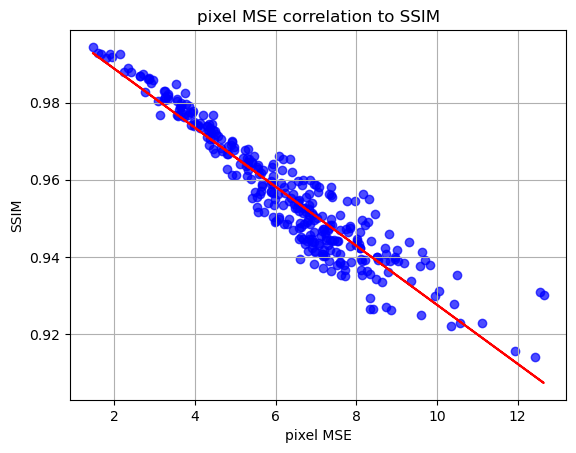 pixel MSE correlation to SSIM
SSIM
0.98
0.96
0.94
0.92
2 4 6 8 10 12
pixel MSE